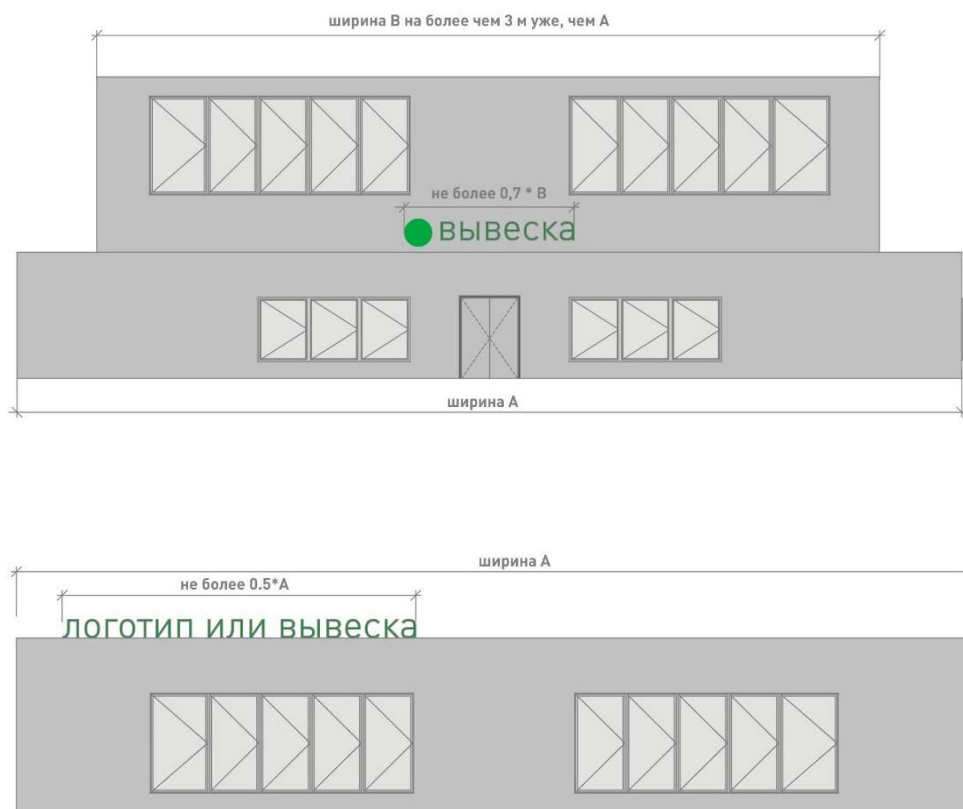 ширина B на более чем 3 м уже, чем A
не более 0,7 * B
вывеска
ширина A
ширина A
не более 0.5*A
логотип или вывеска